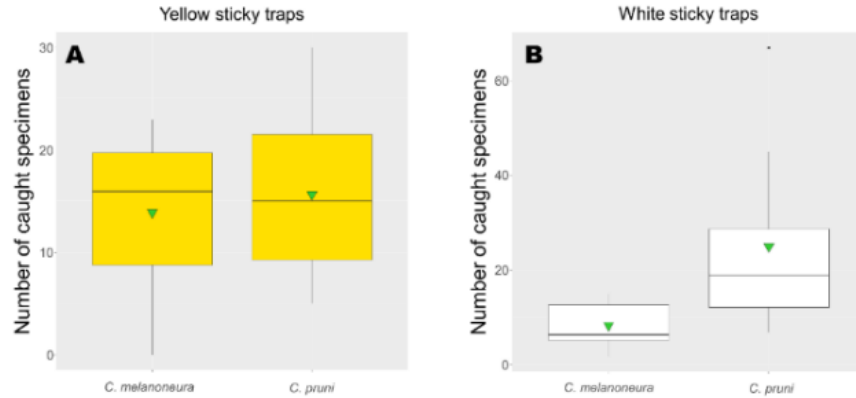 Yellow sticky traps
A
Number of caught specimens
30
20
10
0
C. melanoneura
C. pruni
White sticky traps
B
Number of caught specimens
60
40
20
0
C. melanoneura
C. pruni